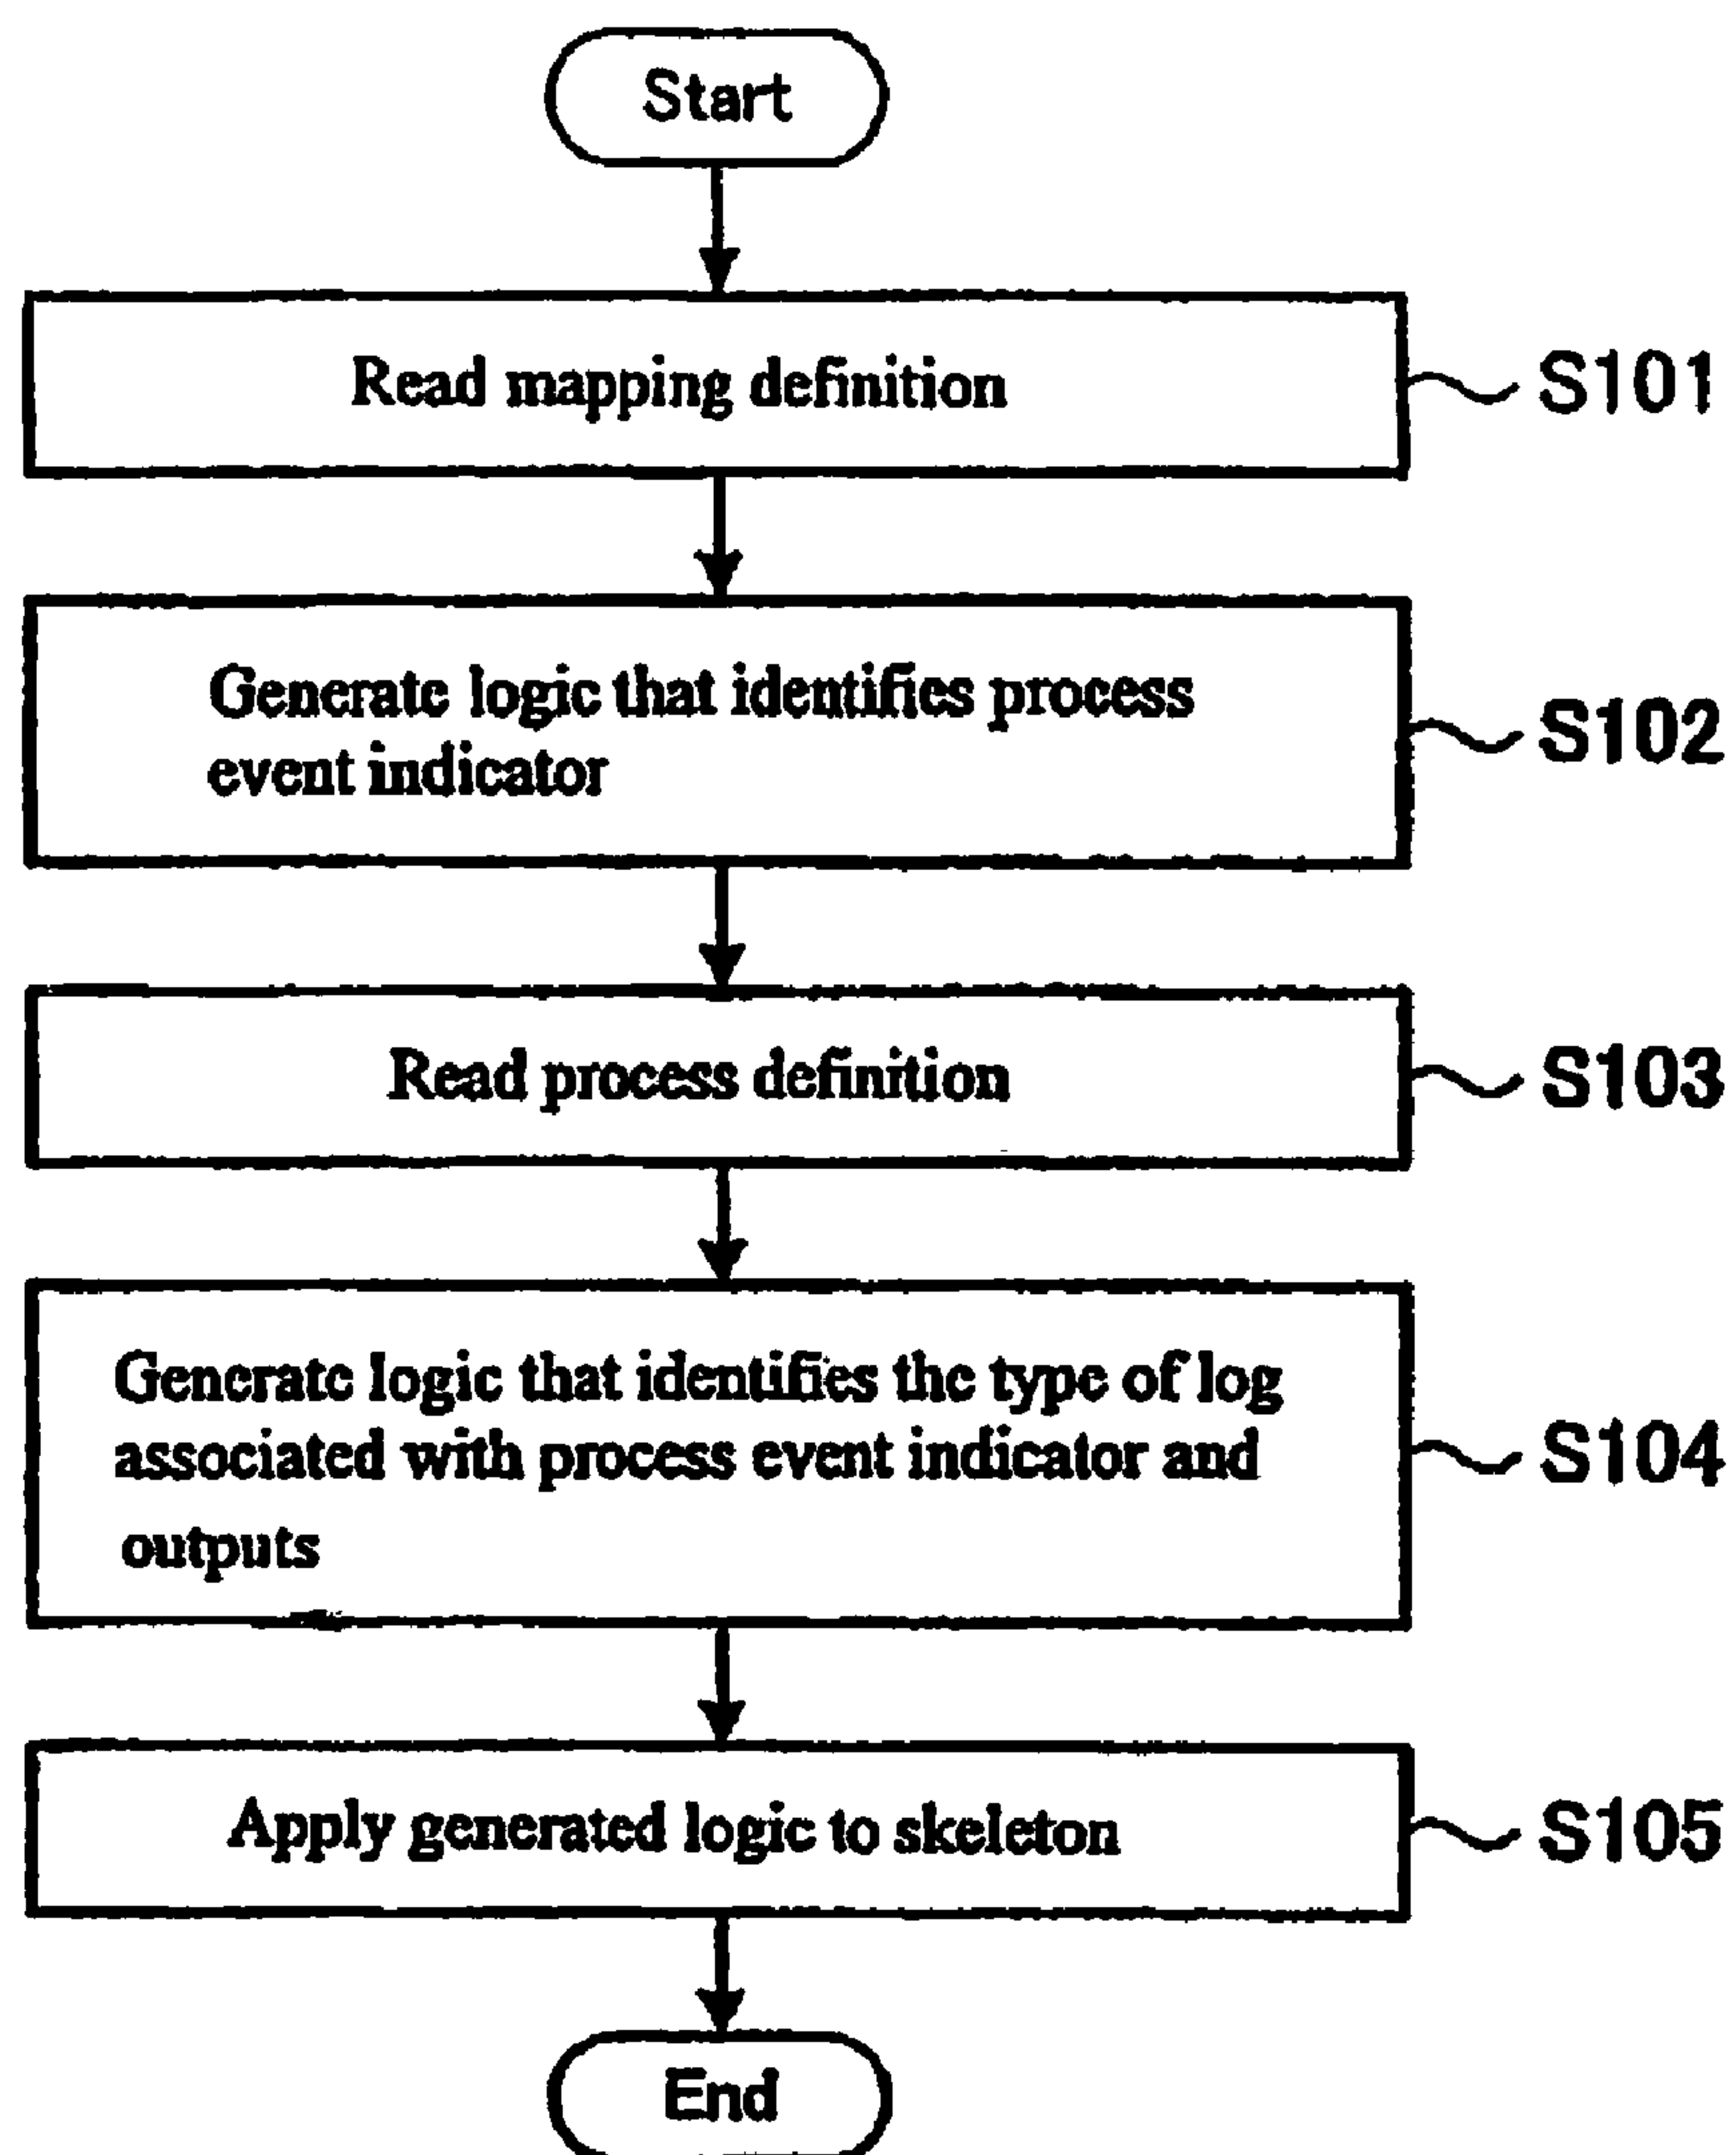 Start
Read mapping definition
S101
Generate logic that identifies process
event indicator
S102
Read process definition
S103
Generate logic that identifies the type of log
associated with process event indicator and
outputs
S104
Apply generated logic to skeleton
S105
End